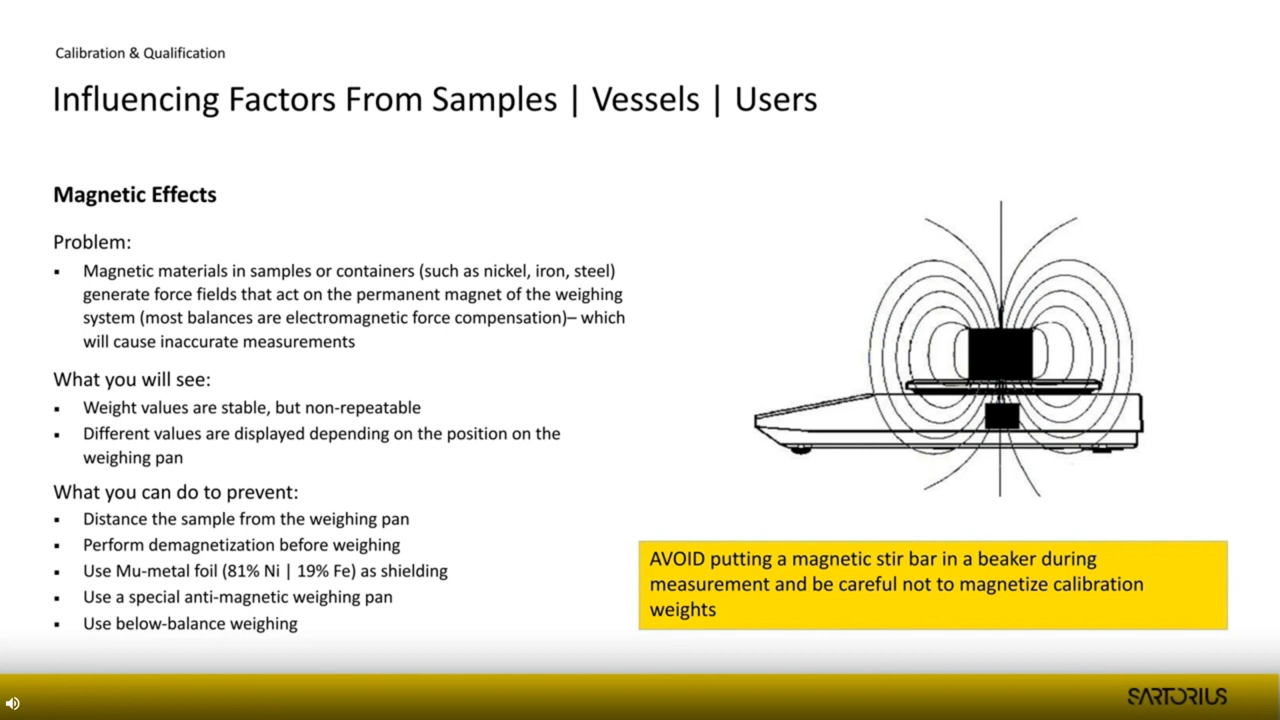 Calibration & Qualification
Influencing Factors From Samples | Vessels | Users
Magnetic Effects
Problem:
▪ Magnetic materials in samples or containers (such as nickel, iron, steel)
generate force fields that act on the permanent magnet of the weighing
system (most balances are electromagnetic force compensation)– which
will cause inaccurate measurements
What you will see:
▪ Weight values are stable, but non-repeatable
▪ Different values are displayed depending on the position on the
weighing pan
What you can do to prevent:
▪ Distance the sample from the weighing pan
▪ Perform demagnetization before weighing
▪ Use Mu-metal foil (81% Ni | 19% Fe) as shielding
▪ Use a special anti-magnetic weighing pan
▪ Use below-balance weighing
AVOID putting a magnetic stir bar in a beaker during
measurement and be careful not to magnetize calibration
weights
SARTORIUS